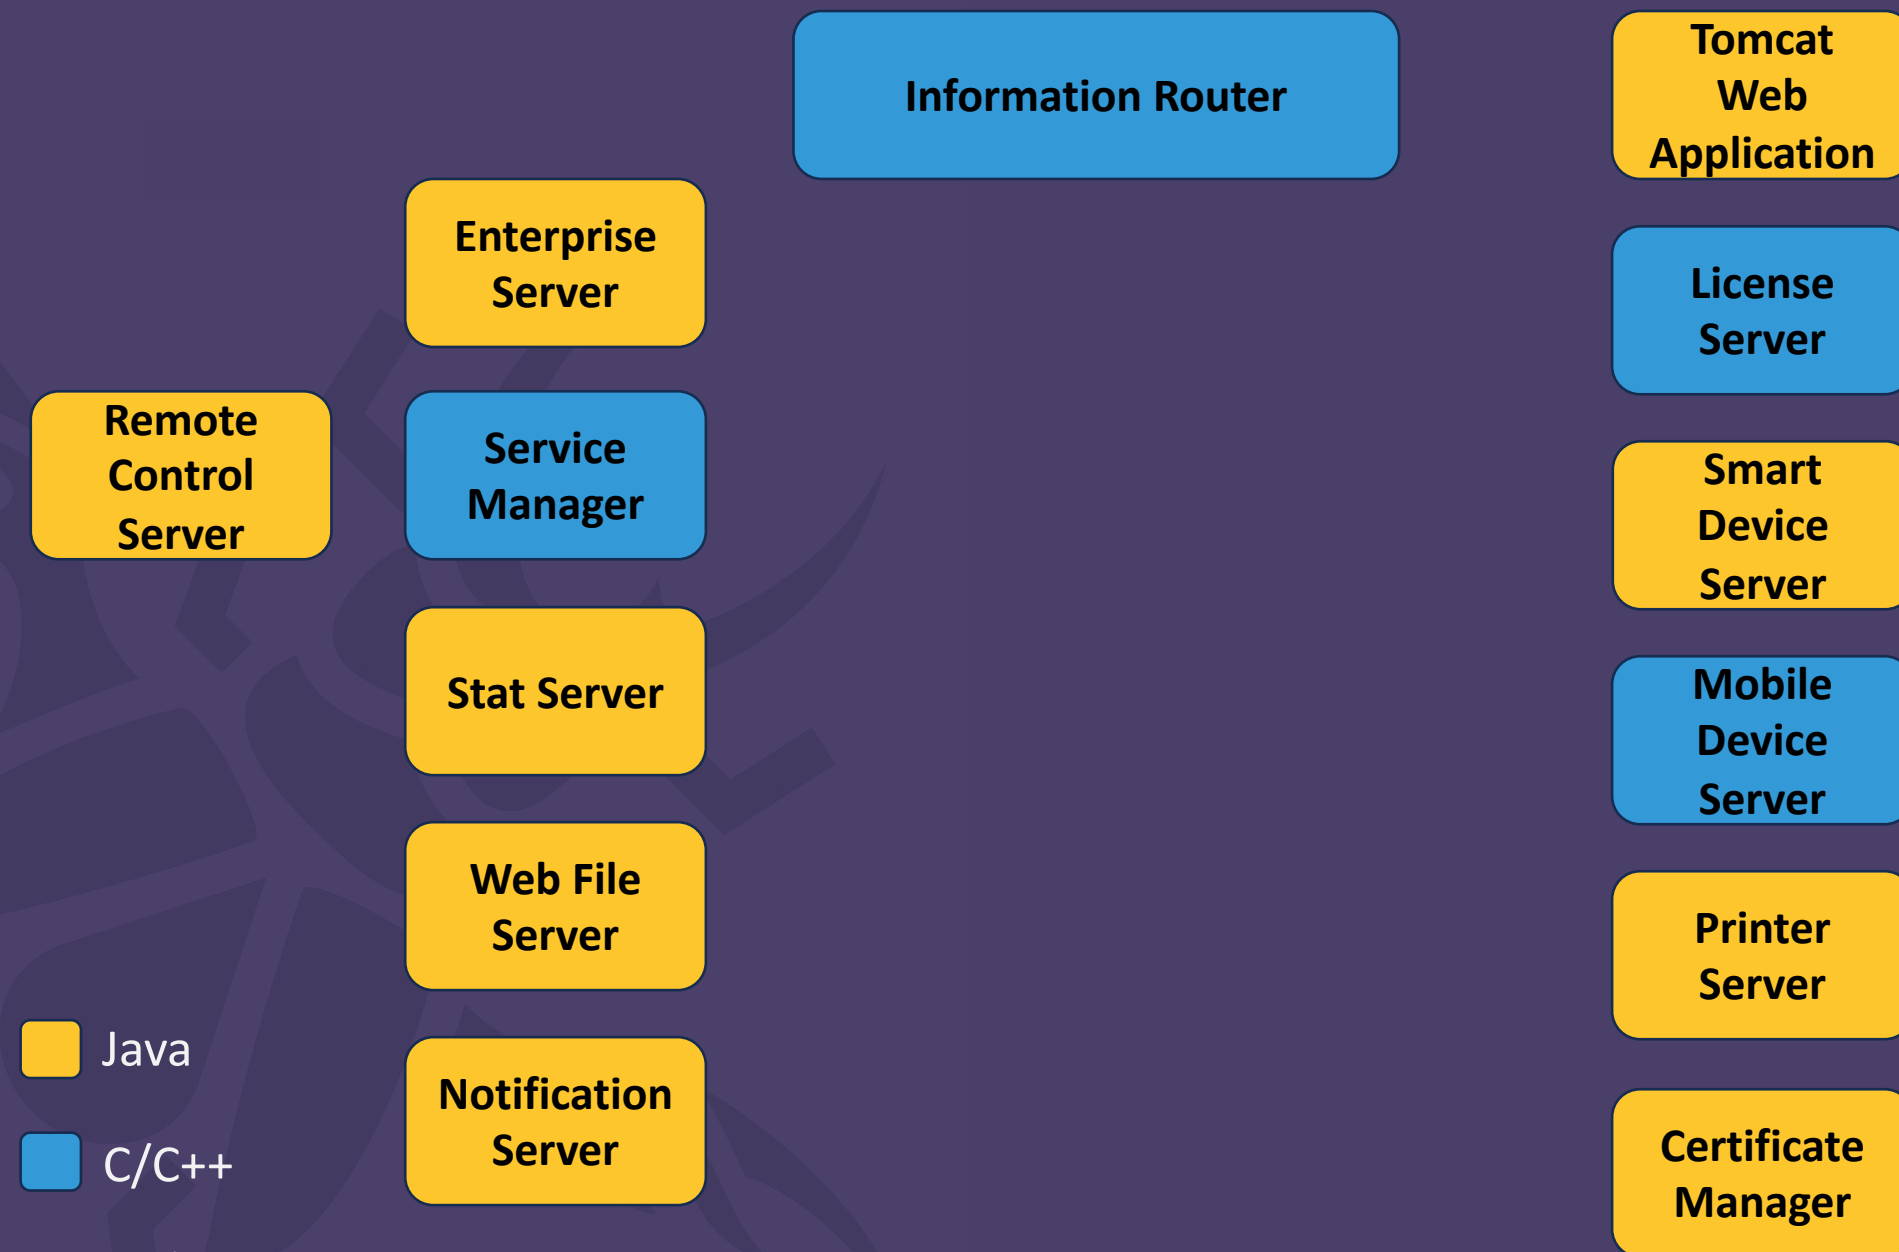 Information Router
Tomcat
Web
Application
Enterprise
Server
License
Server
Remote
Control
Server
Service
Manager
Smart
Device
Server
Stat Server
Mobile
Device
Server
Web File
Server
Printer
Server
Java
Notification
Server
C/C++
Certificate
Manager